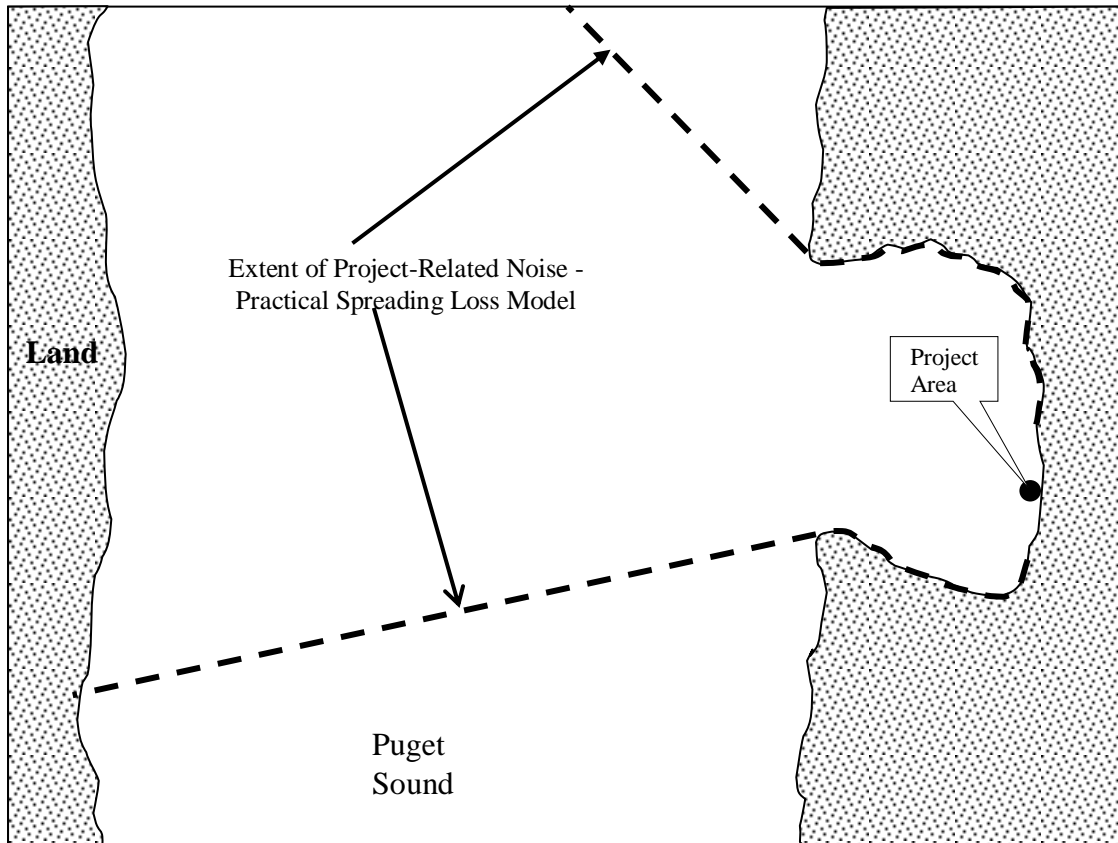 Extent of Project-Related Noise -
Practical Spreading Loss Model
Land
Project
Area
Puget
Sound